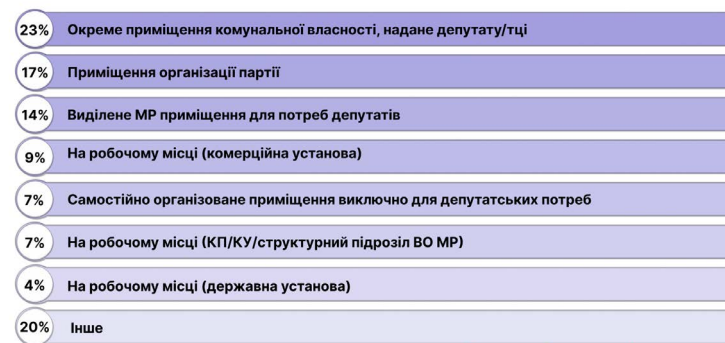 23% Окреме приміщення комунальної власності, надане депутату/тці
17% Приміщення організації партії
14% Виділене МР приміщення для потреб депутатів
9% На робочому місці (комерційна установа)
7% Самостійно організоване приміщення виключно для депутатських потреб
7% На робочому місці (КП/КУ/структурний підрозіл ВО МР)
4% На робочому місці (державна установа)
20% Інше